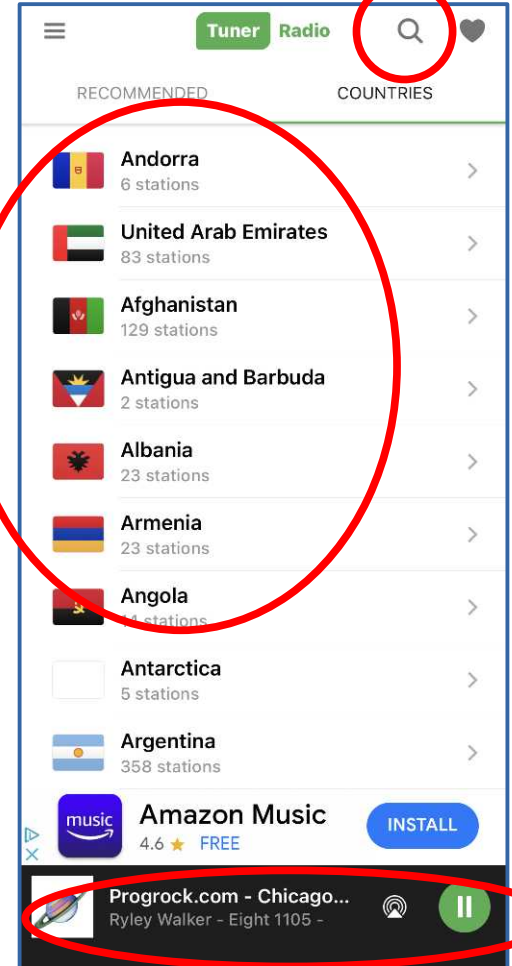 Tuner Radio
RECOMMENDED COUNTRIES
Andorra
6 stations
United Arab Emirates
83 stations
Afghanistan
129 stations
Antigua and Barbuda
2 stations
Albania
23 stations
Armenia
23 stations
Angola
stations
Antarctica
5 stations
Argentina
358 stations
music
Amazon Music
4.6 ★ FREE
INSTALL
Progrock.com - Chicago...
Ryley Walker - Eight 1105 -